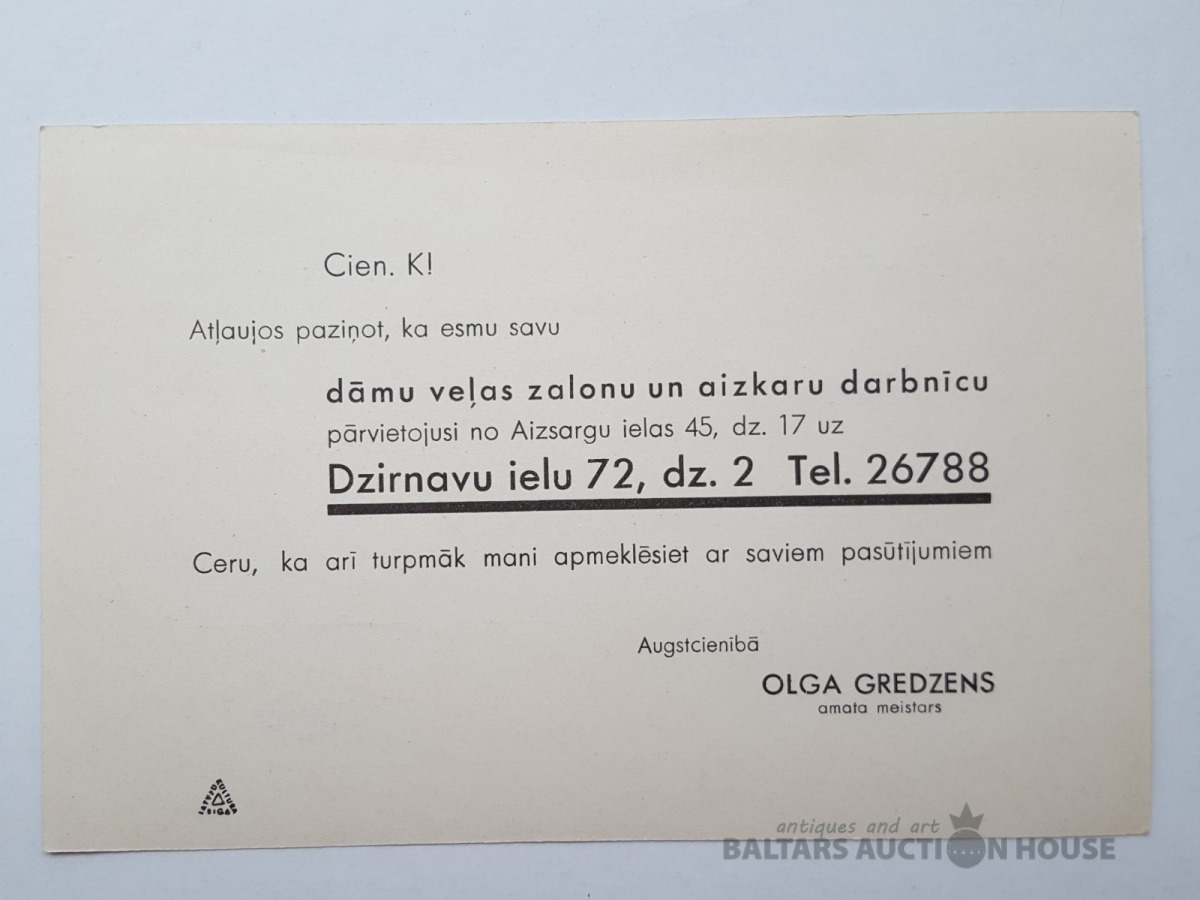 Cien. K!
Atļaujos paziņot, ka esmu savu
dāmu veļas zalonu un aizkaru darbnīcu
pārvietojusi no Aizsargu ielas 45, dz. 17 uz
Dzirnavu ielu 72, dz. 2 Tel. 26788
Ceru, ka arī turpmāk mani apmeklēsiet ar saviem pasūtījumiem
Augstcienībā
OLGA GREDZENS
amata meistars
KULTURA
RIGA
antiques and art
BALTARS AUCTION HOUSE